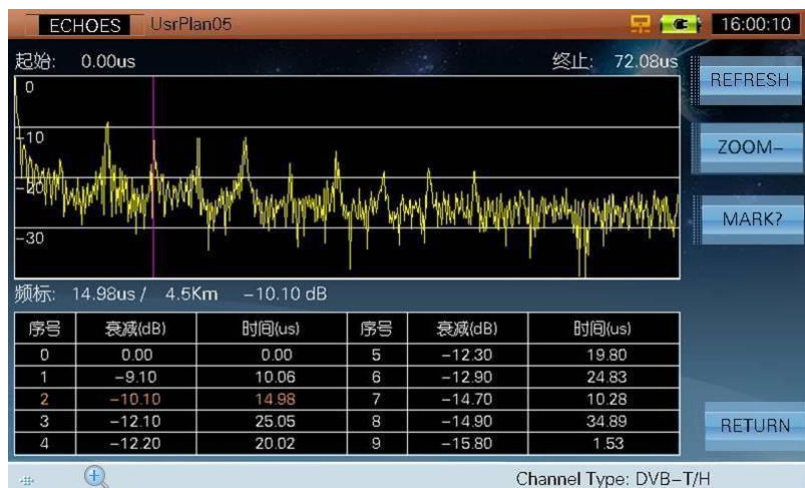 ECHOES UsrPlan05 16:00:10
起始: 0.00us 终止: 72.08us
REFRESH
0
-10
ZOOM-
-20
MARK?
-30
频标: 14.98us / 4.5Km -10.10 dB
序号 衰减(dB) 时间(us) 序号 衰减(dB) 时间(us)
0 0.00 0.00 5 -12.30 19.80
1 -9.10 10.06 6 -12.90 24.83
2 -10.10 14.98 7 -14.70 10.28
3 -12.10 25.05 8 -14.90 34.89
4 -12.20 20.02 9 -15.80 1.53
RETURN
Channel Type: DVB-T/H